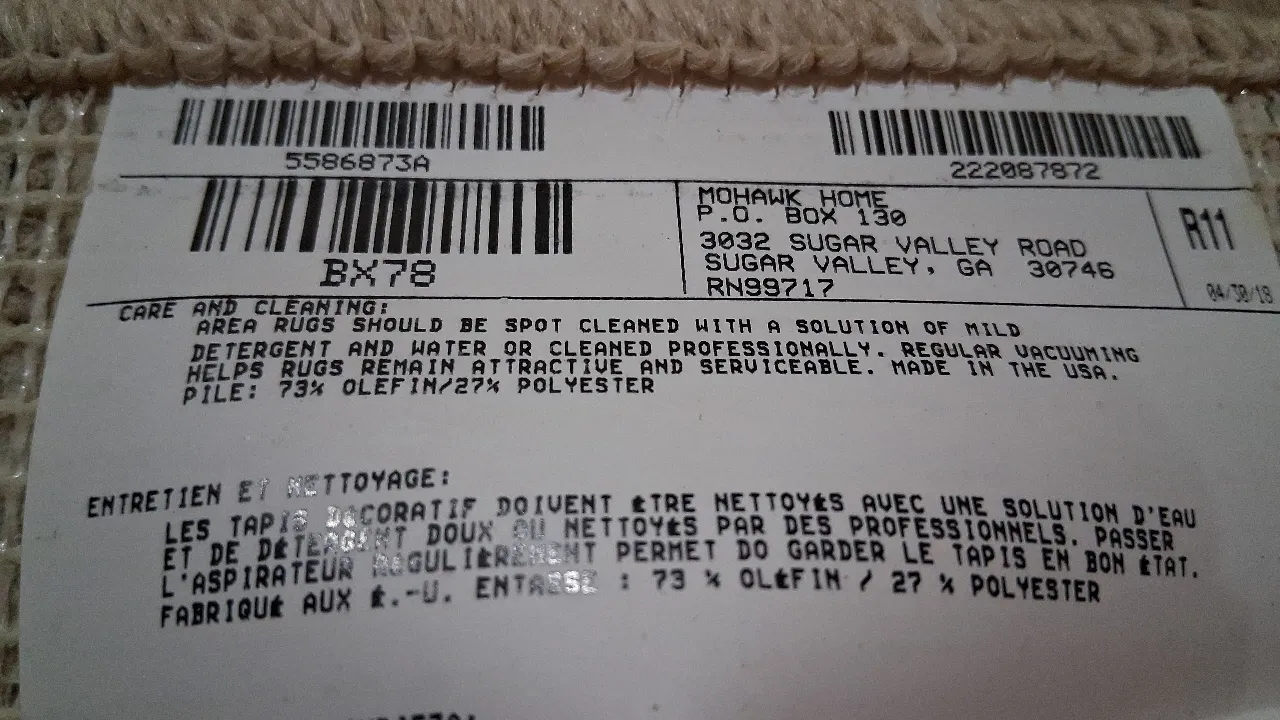 5586873A
222087872
BX78
MOHAWK HOME
P.O. BOX 130
3032 SUGAR VALLEY ROAD
SUGAR VALLEY, GA 30746
RN99717
R11
04/30/18
CARE AND CLEANING:
AREA RUGS SHOULD BE SPOT CLEANED WITH A SOLUTION OF MILD
DETERGENT AND WATER OR CLEANED PROFESSIONALLY. REGULAR VACUUMING
HELPS RUGS REMAIN ATTRACTIVE AND SERVICEABLE. MADE IN THE USA.
PILE: 73% OLEFIN/27% POLYESTER
ENTRETIEN ET NETTOYAGE:
LES TAPIS DÉCORATIF DOIVENT ÊTRE NETTOYÉS AVEC UNE SOLUTION D'EAU
ET DE DÉTERGENT DOUX OU NETTOYÉS PAR DES PROFESSIONNELS. PASSER
L'ASPIRATEUR RÉGULIÈREMENT PERMET DO GARDER LE TAPIS EN BON ÉTAT.
FABRIQUÉ AUX É.-U. ENTASSE : 73 % OLÉFIN / 27 % POLYESTER